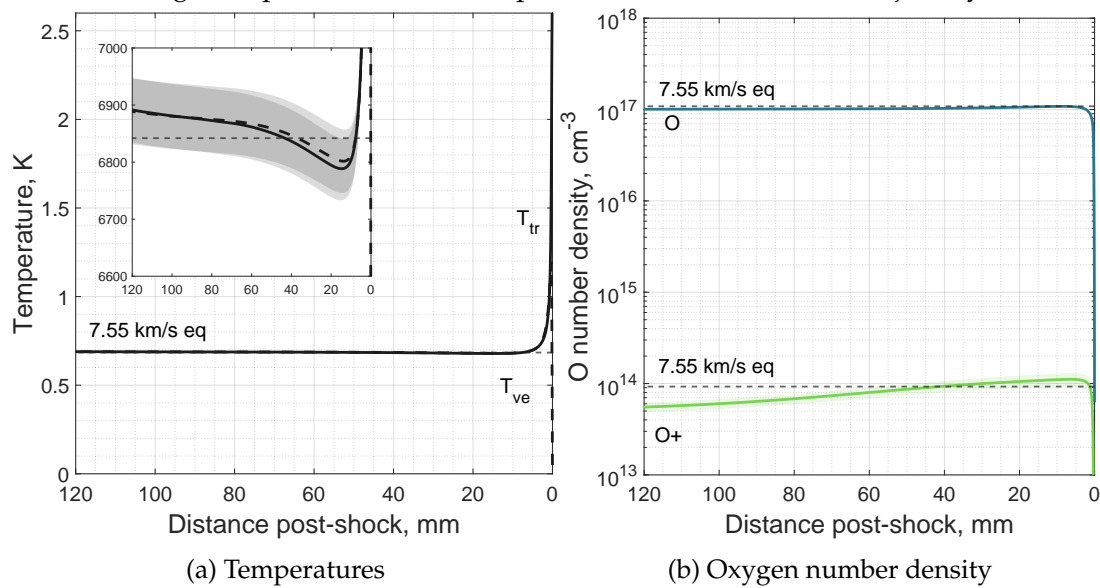 2.5
2
1.5
1
0.5
0
Temperature, K
7000
6900
6800
6700
6600
120 100 80 60 40 20 0
T_tr
7.55 km/s eq
T_ve
120 100 80 60 40 20 0
Distance post-shock, mm
(a) Temperatures
10^18
10^17
10^16
10^15
10^14
10^13
O number density, cm^-3
7.55 km/s eq
O
7.55 km/s eq
O+
120 100 80 60 40 20 0
Distance post-shock, mm
(b) Oxygen number density